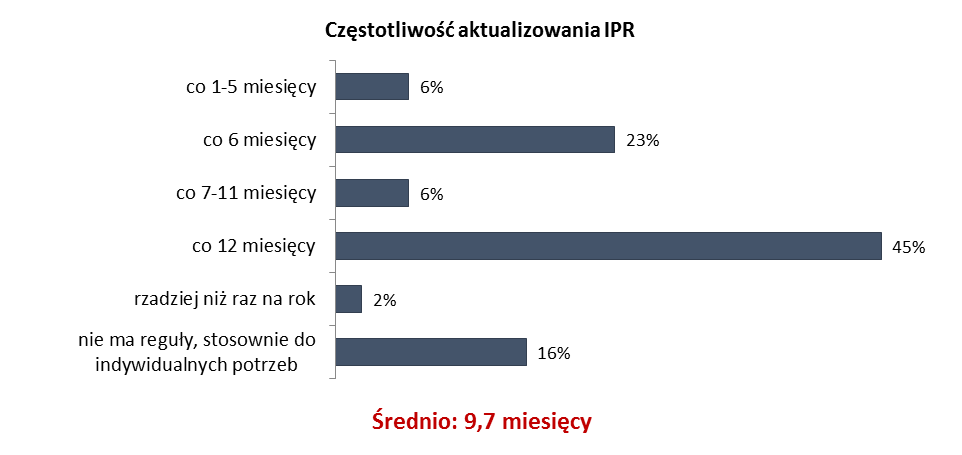 Częstotliwość aktualizowania IPR
co 1-5 miesięcy 6%
co 6 miesięcy 23%
co 7-11 miesięcy 6%
co 12 miesięcy 45%
rzadziej niż raz na rok 2%
nie ma reguły, stosownie do
indywidualnych potrzeb 16%
Średnio: 9,7 miesięcy